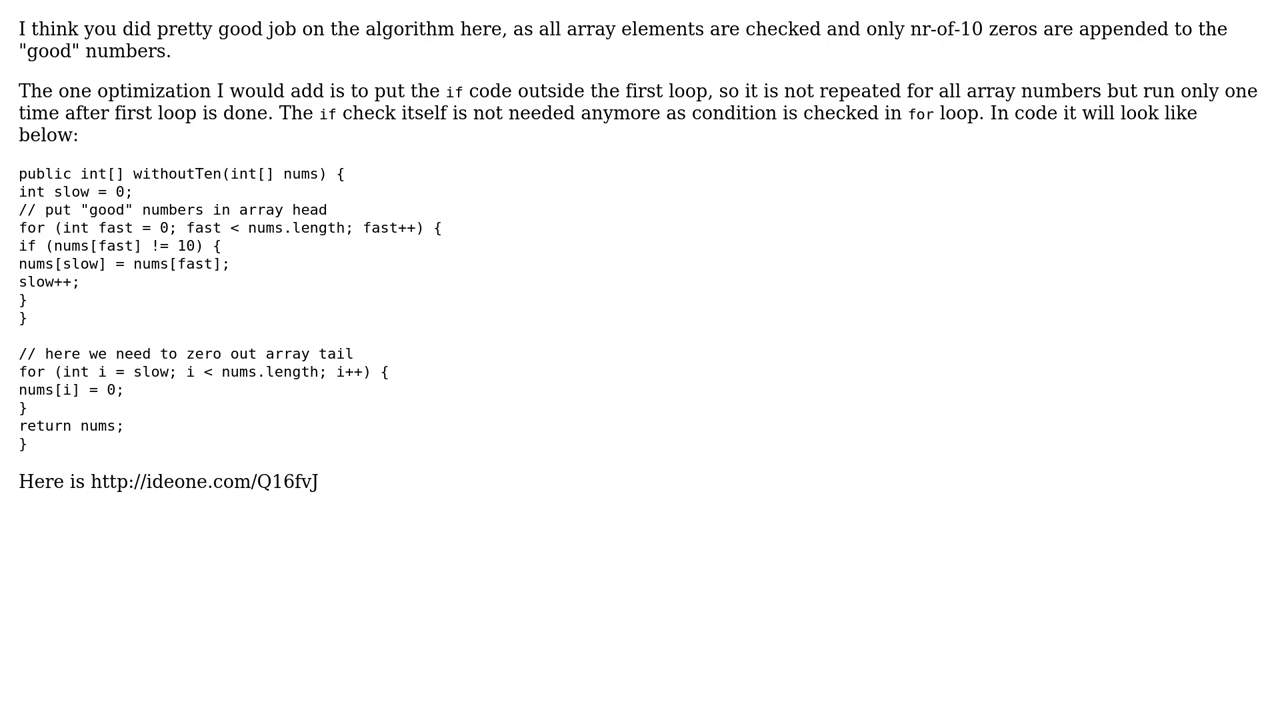 I think you did pretty good job on the algorithm here, as all array elements are checked and only nr-of-10 zeros are appended to the
"good" numbers.
The one optimization I would add is to put the if code outside the first loop, so it is not repeated for all array numbers but run only one
time after first loop is done. The if check itself is not needed anymore as condition is checked in for loop. In code it will look like
below:
public int[] withoutTen(int[] nums) {
int slow = 0;
// put "good" numbers in array head
for (int fast = 0; fast < nums.length; fast++) {
if (nums[fast] != 10) {
nums[slow] = nums[fast];
slow++;
}
}
// here we need to zero out array tail
for (int i = slow; i < nums.length; i++) {
nums[i] = 0;
}
return nums;
}
Here is http://ideone.com/Q16fvJ